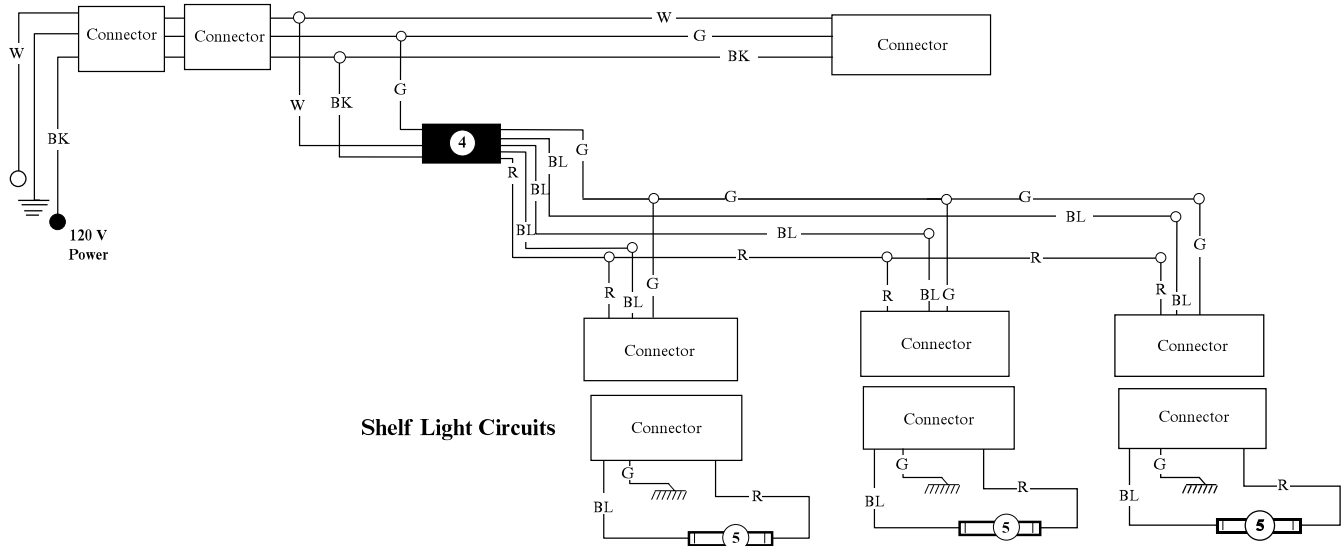 W
Connector
Connector
W
G
BK
Connector
W
BK
G
BK
4
G
R
BL
BL
BL
120 V
Power
G
G
BL
BL
R
R
G
R
BL
G
R
BL
G
R
BL
Connector
Connector
Connector
Shelf Light Circuits
Connector
Connector
Connector
G
G
G
BL
R
BL
R
BL
R
5
5
5